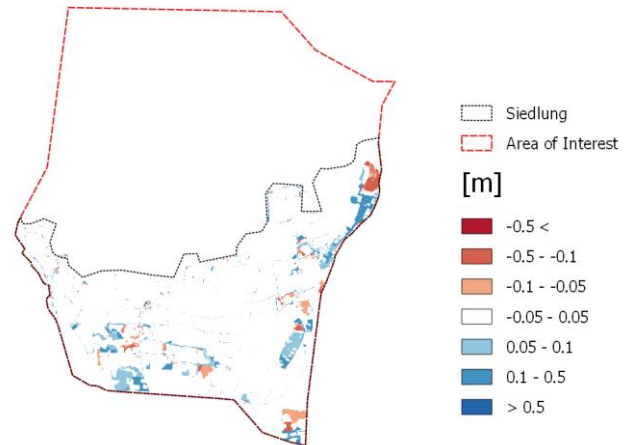 Siedlung
Area of Interest
[m]
-0.5 <
-0.5 - -0.1
-0.1 - -0.05
-0.05 - 0.05
0.05 - 0.1
0.1 - 0.5
> 0.5